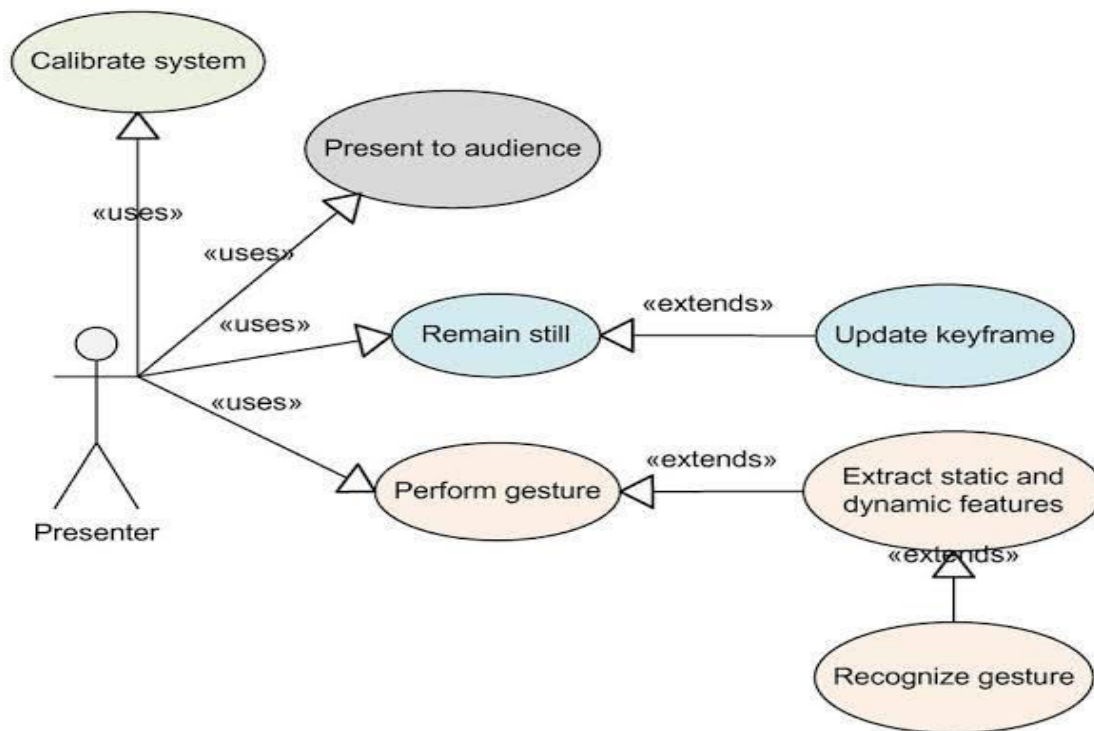 Calibrate system
Present to audience
«uses»
«uses»
«extends»
«uses»
Remain still
Update keyframe
«uses»
«extends»
Extract static and
dynamic features
Perform gesture
Presenter
«extends»
Recognize gesture